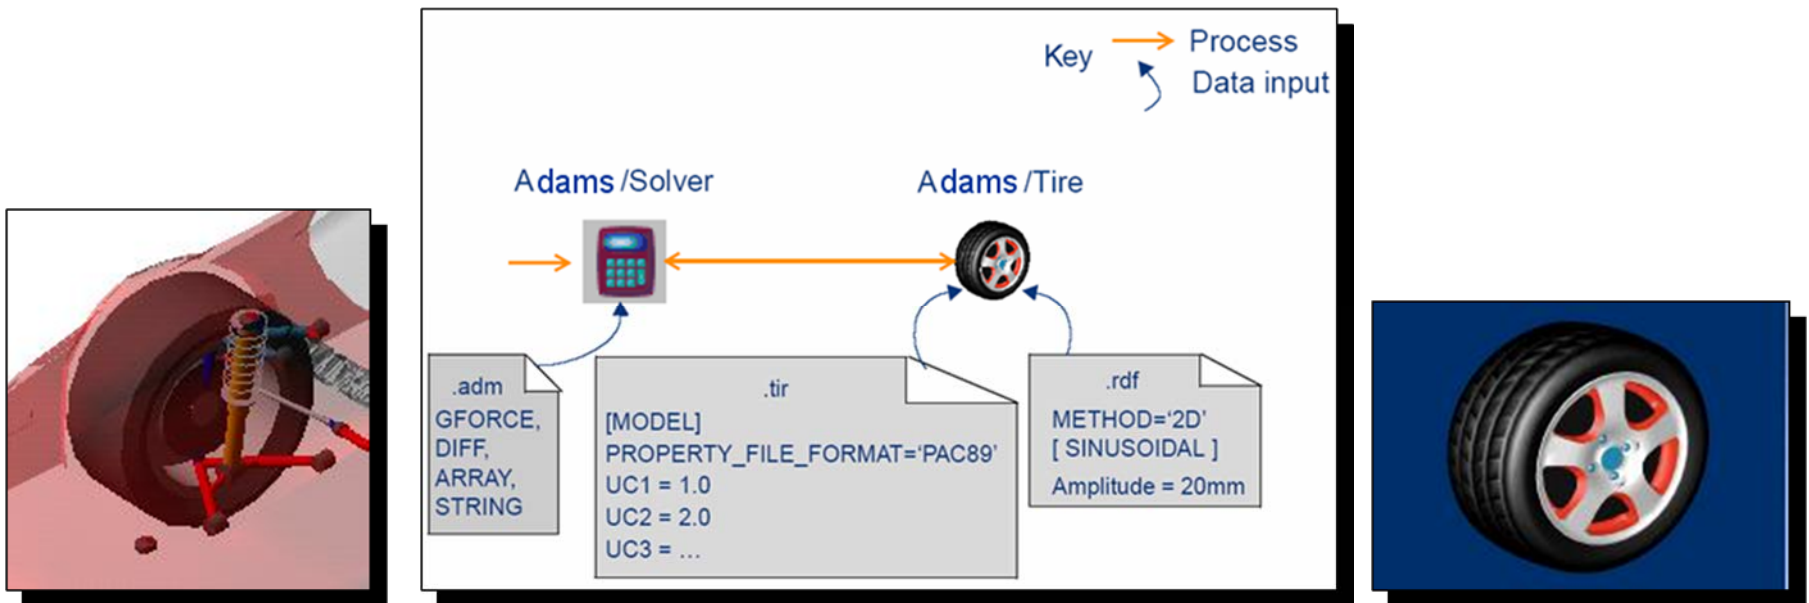 Key
Process
Data input
Adams/Solver
Adams/Tire
.adm
GFORCE,
DIFF,
ARRAY,
STRING
.tir
[MODEL]
PROPERTY_FILE_FORMAT=‘PAC89’
UC1 = 1.0
UC2 = 2.0
UC3 = …
.rdf
METHOD=‘2D’
[ SINUSOIDAL ]
Amplitude = 20mm